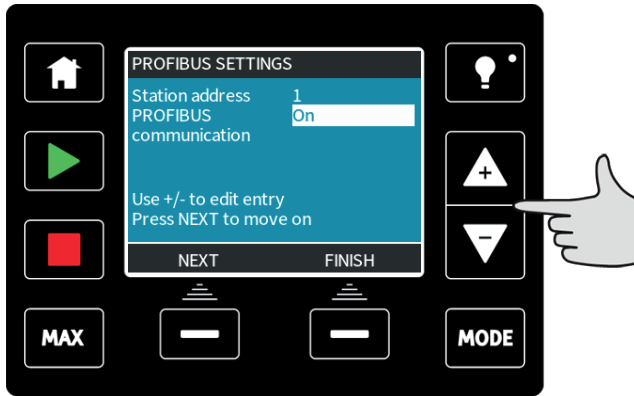 PROFIBUS SETTINGS
Station address 1
PROFIBUS On
communication
+
Use +/- to edit entry
Press NEXT to move on
-
NEXT FINISH
MAX MODE